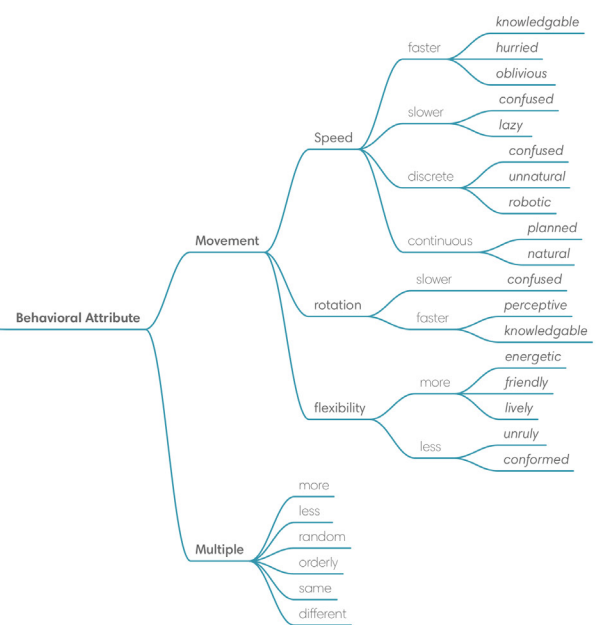 Behavioral Attribute
Movement
Speed
faster
knowledgable
hurried
oblivious
slower
confused
lazy
discrete
confused
unnatural
robotic
continuous
planned
natural
rotation
slower
confused
faster
perceptive
knowledgable
flexibility
more
energetic
friendly
lively
less
unruly
conformed
Multiple
more
less
random
orderly
same
different